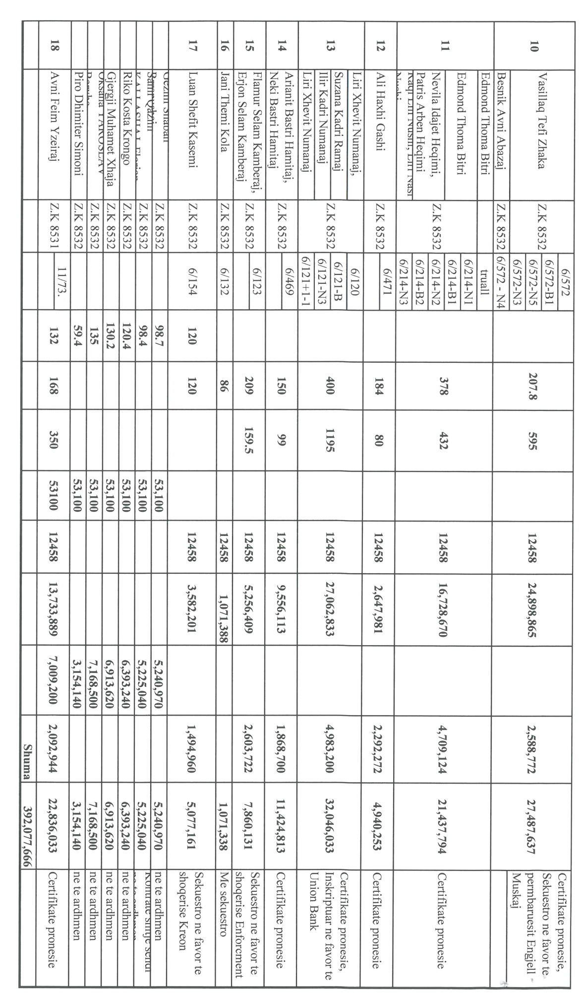 10
Vasillaq Tefi Zhaka
Z.K 8532
6/572
6/572-B1
6/572-N5
6/572-N3
207.8
595
12458
24,898,865
2,588,772
27,487,637
Certifikate pronesie,
Sekuestro ne favor te
permbaruesit Engjell
Muskaj
Besnik Avni Abazaj
Z.K 8532
6/572 - N4
11
Edmond Thoma Bitri
truall
Edmond Thoma Bitri
Nevila Idajet Heqimi,
Patris Arben Heqimi
Z.K 8532
6/214-N1
6/214-B1
6/214-N2
6/214-B2
6/214-N3
378
432
12458
16,728,670
4,709,124
21,437,794
Certifikate pronesie
12
Ali Haxhi Gashi
Z.K 8532
6/471
184
80
12458
2,647,981
2,292,272
4,940,253
Certifikate pronesie
13
Liri Xhevit Numanaj,
Suzana Kadri Ramaj
Ilir Kadri Numanaj
Liri Xhevit Numanaj
Z.K 8532
6/120
6/121-B
6/121-N3
6/121+1-1
400
1195
12458
27,062,833
4,983,200
32,046,033
Certifikate pronesie,
Inskriptuar ne favor te
Union Bank
14
Arianit Bastri Hamitaj,
Neki Bastri Hamitaj
Z.K 8532
6/469
150
99
12458
9,556,113
1,868,700
11,424,813
Certifikate pronesie
15
Flamur Selam Kamberaj,
Erjon Selam Kamberaj
Z.K 8532
6/123
209
159.5
12458
5,256,409
2,603,722
7,860,131
Sekuestro ne favor te
shoqerise Enforcment
16
Jani Themi Kola
Z.K 8532
6/132
86
12458
1,071,388
1,071,338
Me sekuestro
17
Luan Shefit Kasemi
Z.K 8532
6/154
120
120
12458
3,582,201
1,494,960
5,077,161
Sekuestro ne favor te
shoqerise Kreon
Z.K 8532
98.7
53,100
5,240,970
5,240,970
ne te ardhmen
Z.K 8532
98.4
53,100
5,225,040
5,225,040
Riko Kosta Krongo
Z.K 8532
120.4
53,100
6,393,240
6,393,240
ne te ardhmen
Gjergji Muhamet Xhaja
Z.K 8532
130.2
53,100
6,913,620
6,913,620
ne te ardhmen
Z.K 8532
135
53,100
7,168,500
7,168,500
ne te ardhmen
Piro Dhimiter Simoni
Z.K 8532
59.4
53,100
3,154,140
3,154,140
ne te ardhmen
18
Avni Feim Yzeiraj
Z.K 8531
11/73.
132
168
350
53100
12458
13,733,889
7,009,200
2,092,944
22,836,033
Certifikate pronesie
Shuma
392,077,666